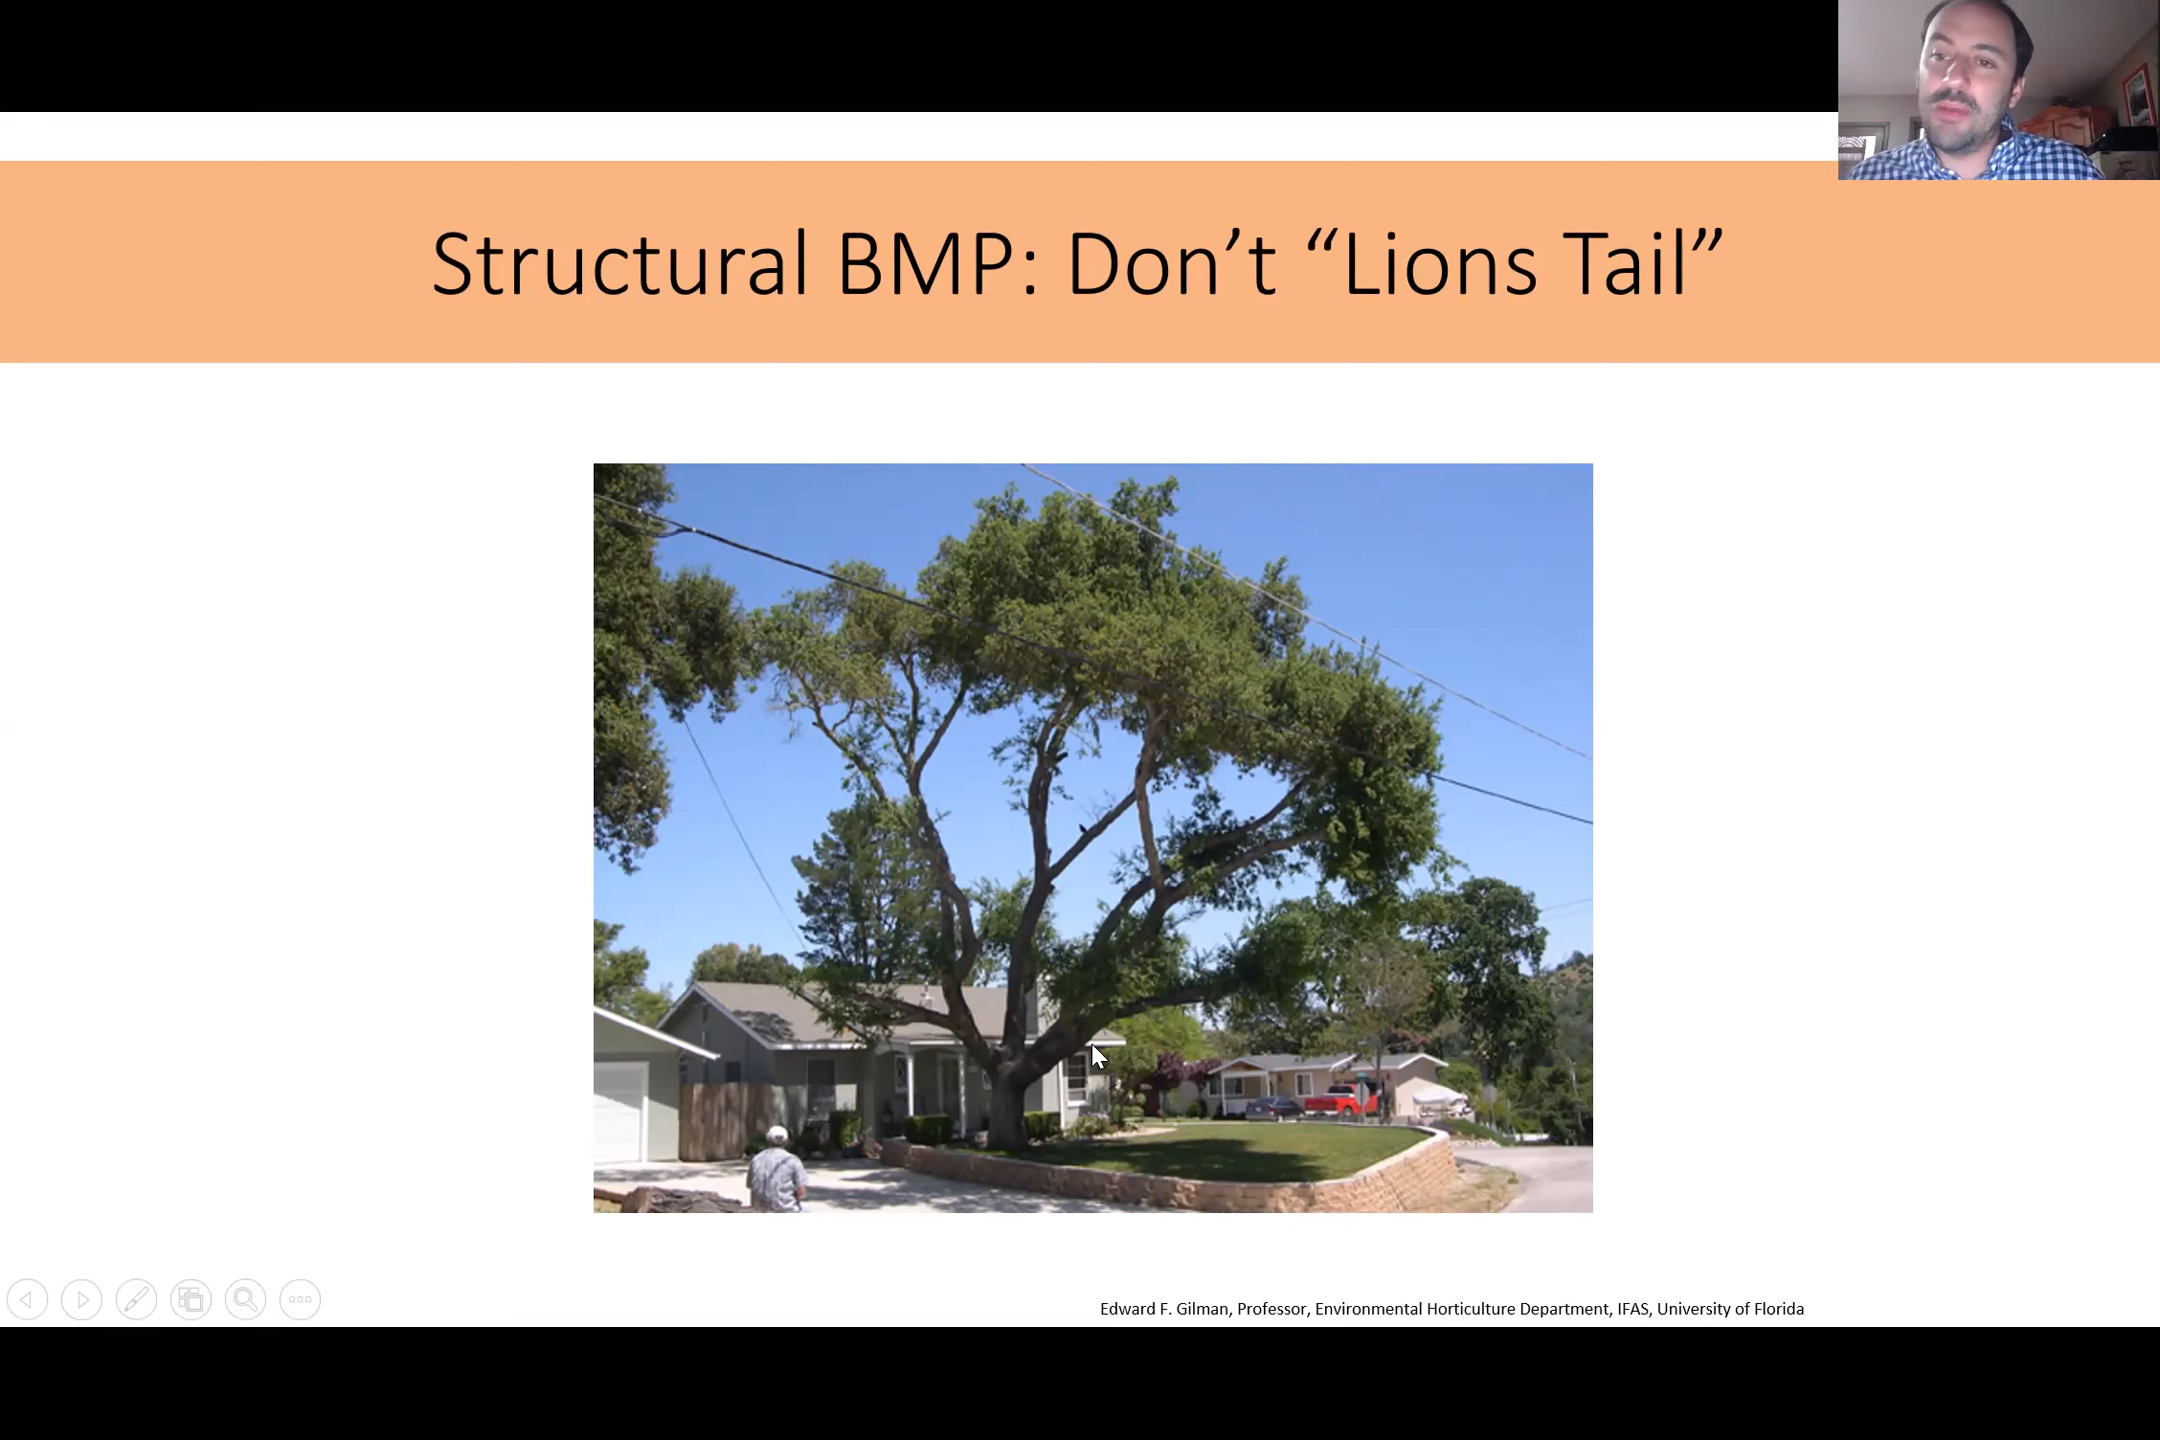 Structural BMP: Don’t “Lions Tail”
Edward F. Gilman, Professor, Environmental Horticulture Department, IFAS, University of Florida